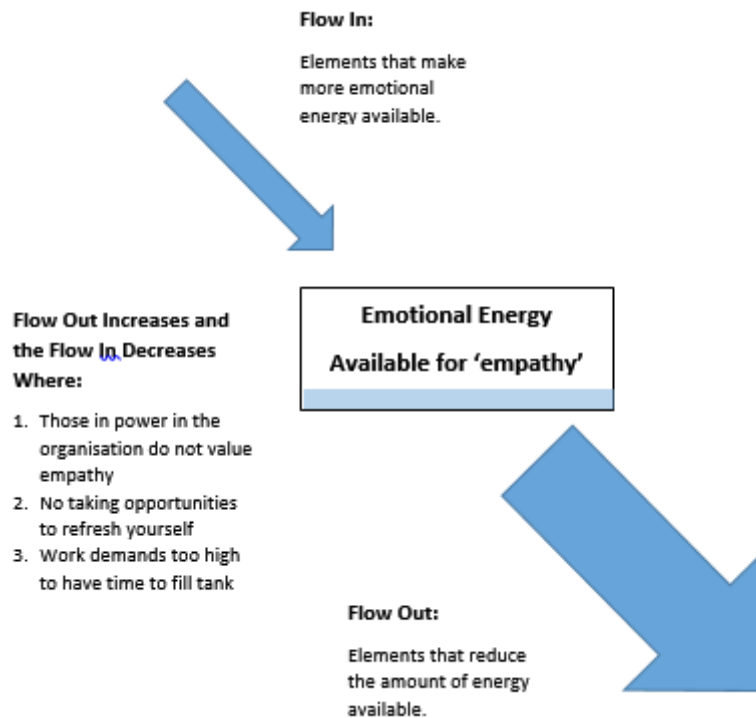 Flow In:
Elements that make
more emotional
energy available.
Flow Out Increases and
the Flow In Decreases
Where:
1. Those in power in the
organisation do not value
empathy
2. No taking opportunities
to refresh yourself
3. Work demands too high
to have time to fill tank
Emotional Energy
Available for ‘empathy’
Flow Out:
Elements that reduce
the amount of energy
available.